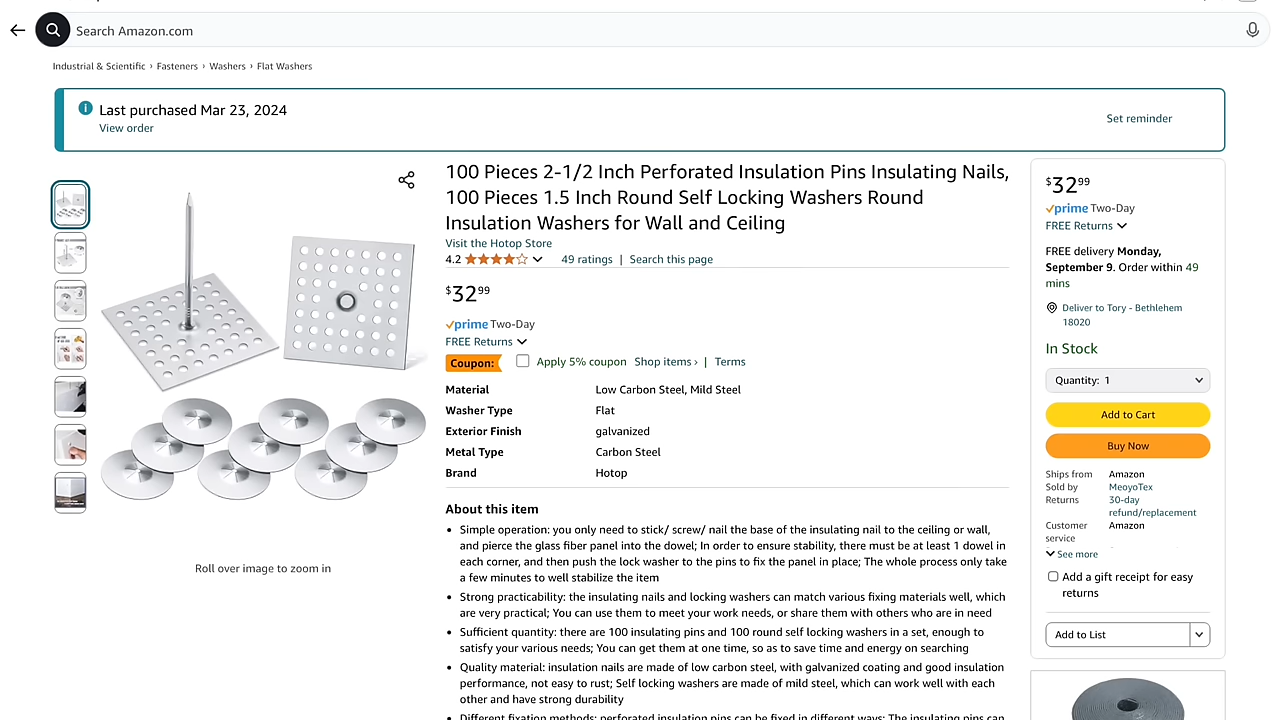 Search Amazon.com
Industrial & Scientific › Fasteners › Washers › Flat Washers
Last purchased Mar 23, 2024
View order
Set reminder
100 Pieces 2-1/2 Inch Perforated Insulation Pins Insulating Nails,
100 Pieces 1.5 Inch Round Self Locking Washers Round
Insulation Washers for Wall and Ceiling
Visit the Hotop Store
4.2 49 ratings | Search this page
$32.99
prime Two-Day
FREE Returns
Coupon: Apply 5% coupon Shop items › | Terms
Material Low Carbon Steel, Mild Steel
Washer Type Flat
Exterior Finish galvanized
Metal Type Carbon Steel
Brand Hotop
About this item
• Simple operation: you only need to stick/ screw/ nail the base of the insulating nail to the ceiling or wall,
and pierce the glass fiber panel into the dowel; In order to ensure stability, there must be at least 1 dowel in
each corner, and then push the lock washer to the pins to fix the panel in place; The whole process only take
a few minutes to well stabilize the item
• Strong practicability: the insulating nails and locking washers can match various fixing materials well, which
are very practical; You can use them to meet your work needs, or share them with others who are in need
• Sufficient quantity: there are 100 insulating pins and 100 round self locking washers in a set, enough to
satisfy your various needs; You can get them at one time, so as to save time and energy on searching
• Quality material: insulation nails are made of low carbon steel, with galvanized coating and good insulation
performance, not easy to rust; Self locking washers are made of mild steel, which can work well with each
other and have strong durability
• Different fixation methods: perforated insulation pins can be fixed in different ways; The insulating pins can
Roll over image to zoom in
$32.99
prime Two-Day
FREE Returns
FREE delivery Monday,
September 9. Order within 49
mins
Deliver to Tory - Bethlehem
18020
In Stock
Quantity: 1
Add to Cart
Buy Now
Ships from Amazon
Sold by MeoyoTex
Returns 30-day
refund/replacement
Customer Amazon
service
See more
Add a gift receipt for easy
returns
Add to List